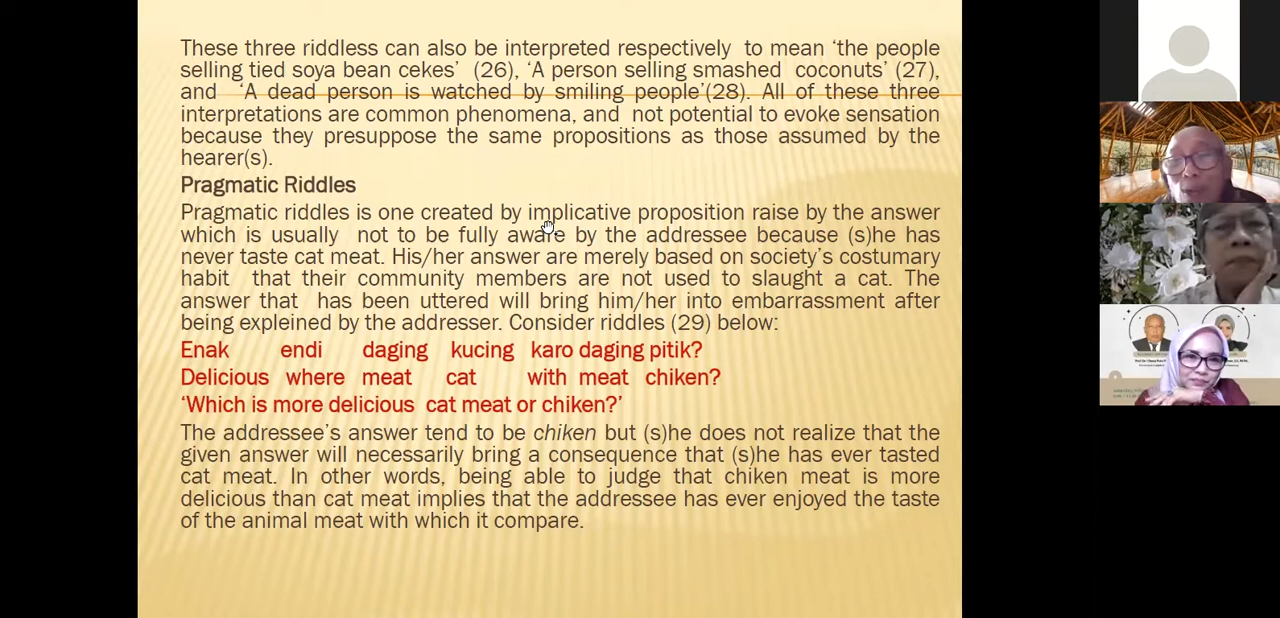 These three riddless can also be interpreted respectively to mean ‘the people
selling tied soya bean cekes’ (26), ‘A person selling smashed coconuts’ (27),
and ‘A dead person is watched by smiling people’(28). All of these three
interpretations are common phenomena, and not potential to evoke sensation
because they presuppose the same propositions as those assumed by the
hearer(s).
Pragmatic Riddles
Pragmatic riddles is one created by implicative proposition raise by the answer
which is usually not to be fully aware by the addressee because (s)he has
never taste cat meat. His/her answer are merely based on society’s costumary
habit that their community members are not used to slaught a cat. The
answer that has been uttered will bring him/her into embarrassment after
being expleined by the addresser. Consider riddles (29) below:
Enak endi daging kucing karo daging pitik?
Delicious where meat cat with meat chiken?
‘Which is more delicious cat meat or chiken?’
The addressee’s answer tend to be chiken but (s)he does not realize that the
given answer will necessarily bring a consequence that (s)he has ever tasted
cat meat. In other words, being able to judge that chiken meat is more
delicious than cat meat implies that the addressee has ever enjoyed the taste
of the animal meat with which it compare.